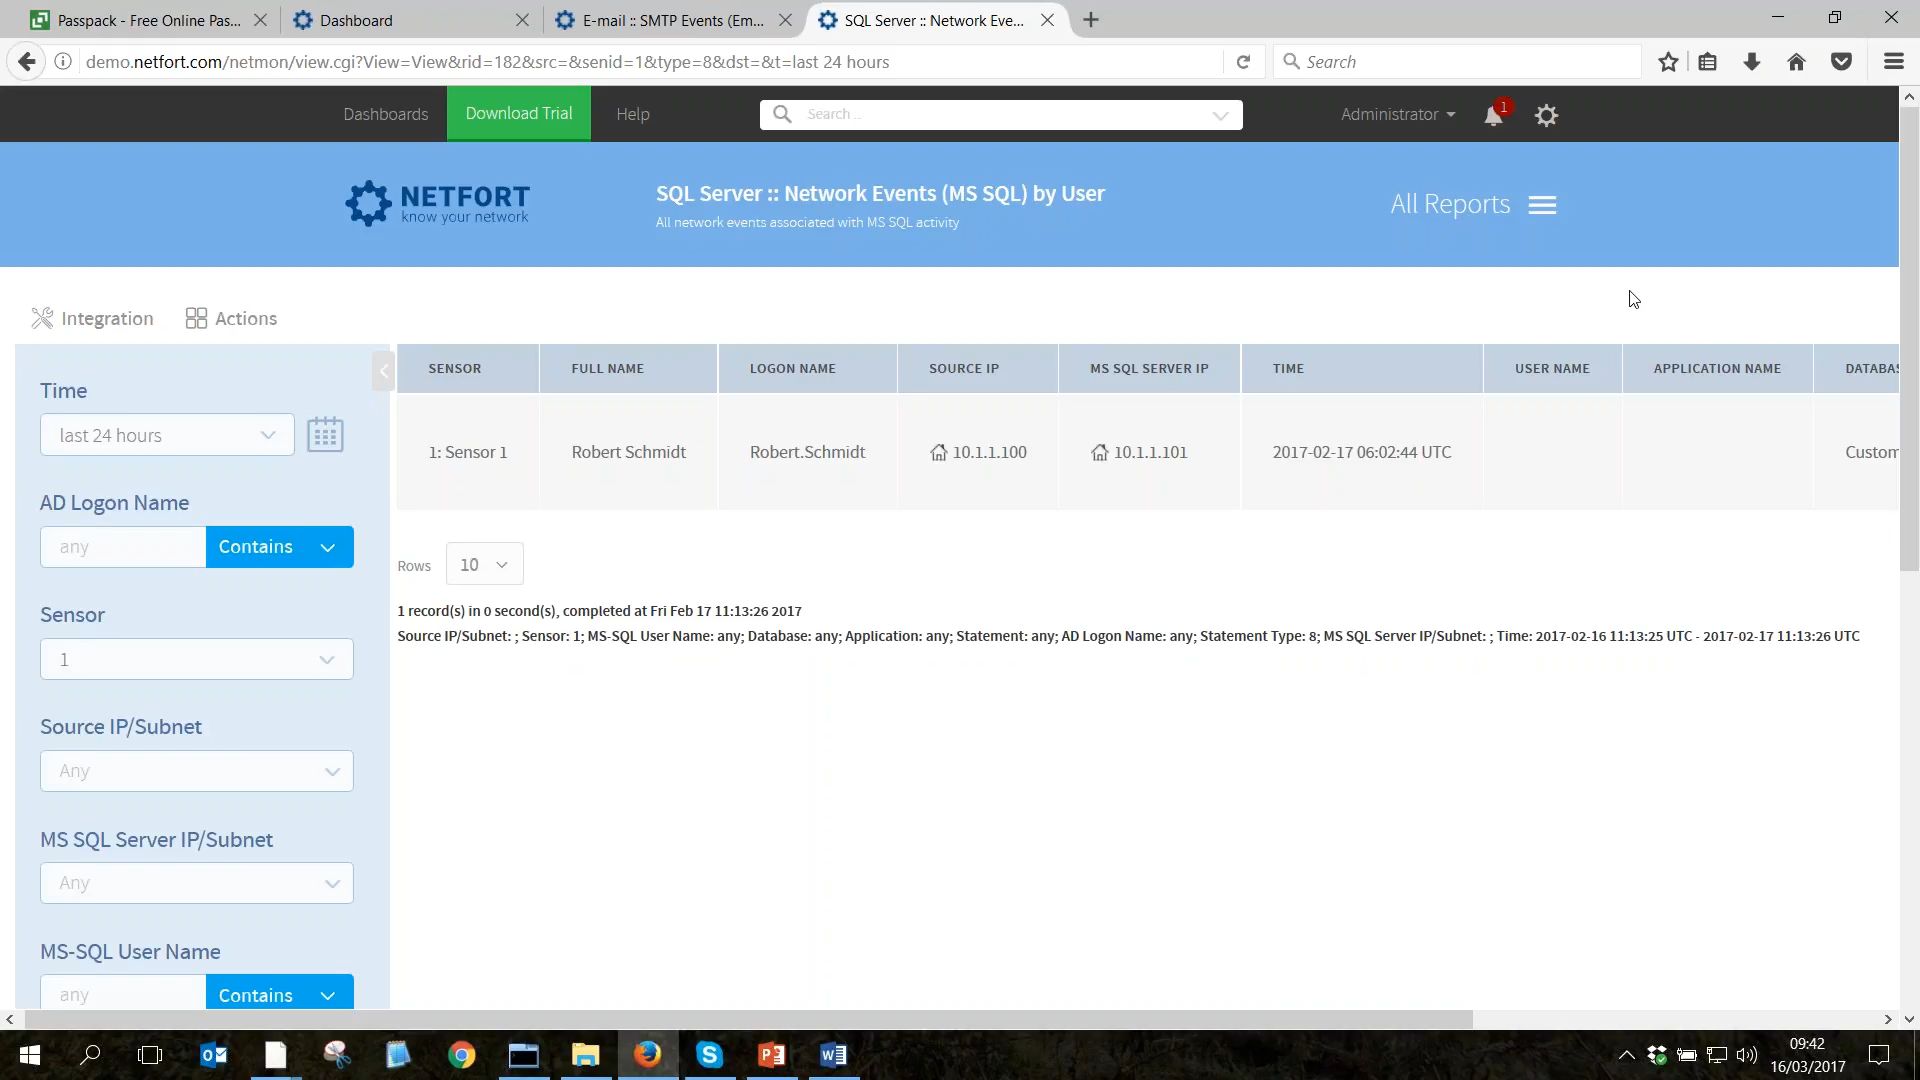 Passpack - Free Online Pas...
Dashboard
E-mail :: SMTP Events (Em...
SQL Server :: Network Eve...
demo.netfort.com/netmon/view.cgi?View=View&rid=182&src=&senid=1&type=8&dst=&t=last 24 hours
Search
Dashboards
Download Trial
Help
Search ..
Administrator
1
NETFORT
know your network
SQL Server :: Network Events (MS SQL) by User
All network events associated with MS SQL activity
All Reports
Integration
Actions
Time
last 24 hours
AD Logon Name
any
Contains
Sensor
1
Source IP/Subnet
Any
MS SQL Server IP/Subnet
Any
MS-SQL User Name
any
Contains
SENSOR FULL NAME LOGON NAME SOURCE IP MS SQL SERVER IP TIME USER NAME APPLICATION NAME DATABAS
1: Sensor 1 Robert Schmidt Robert.Schmidt 10.1.1.100 10.1.1.101 2017-02-17 06:02:44 UTC Custom
Rows 10
1 record(s) in 0 second(s), completed at Fri Feb 17 11:13:26 2017
Source IP/Subnet: ; Sensor: 1; MS-SQL User Name: any; Database: any; Application: any; Statement: any; AD Logon Name: any; Statement Type: 8; MS SQL Server IP/Subnet: ; Time: 2017-02-16 11:13:25 UTC - 2017-02-17 11:13:26 UTC
09:42
16/03/2017